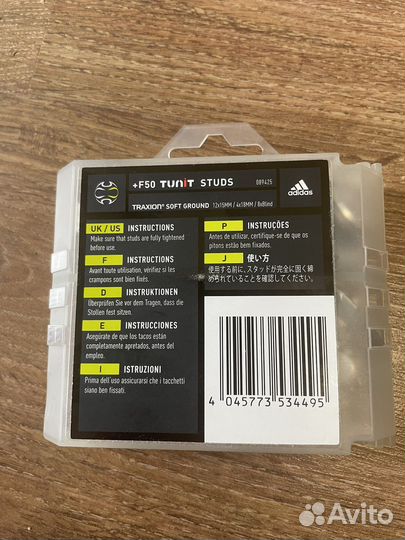 +F50 TUNiT STUDS 089425
adidas
TRAXION® SOFT GROUND 12x15MM / 4x18MM / 8xBlind
UK / US INSTRUCTIONS
Make sure that studs are fully tightened
before use.
F INSTRUCTIONS
Avant toute utilisation, vérifiez si les
crampons sont bien fixés.
D INSTRUKTIONEN
Überprüfen Sie vor dem Tragen, dass die
Stollen fest sitzen.
E INSTRUCCIONES
Asegúrate de que los tacos están
completamente apretados, antes del
empleo.
I ISTRUZIONI
Prima dell'uso assicurarsi che i tacchetti
siano ben fissati.
P INSTRUÇÕES
Antes de utilizar, certifique-se de que os
pitons estão bem fixados.
J 使い方
使用する前に、スタッドが完全に固く締
められていることを確認してください。
4 045773 534495
Avito